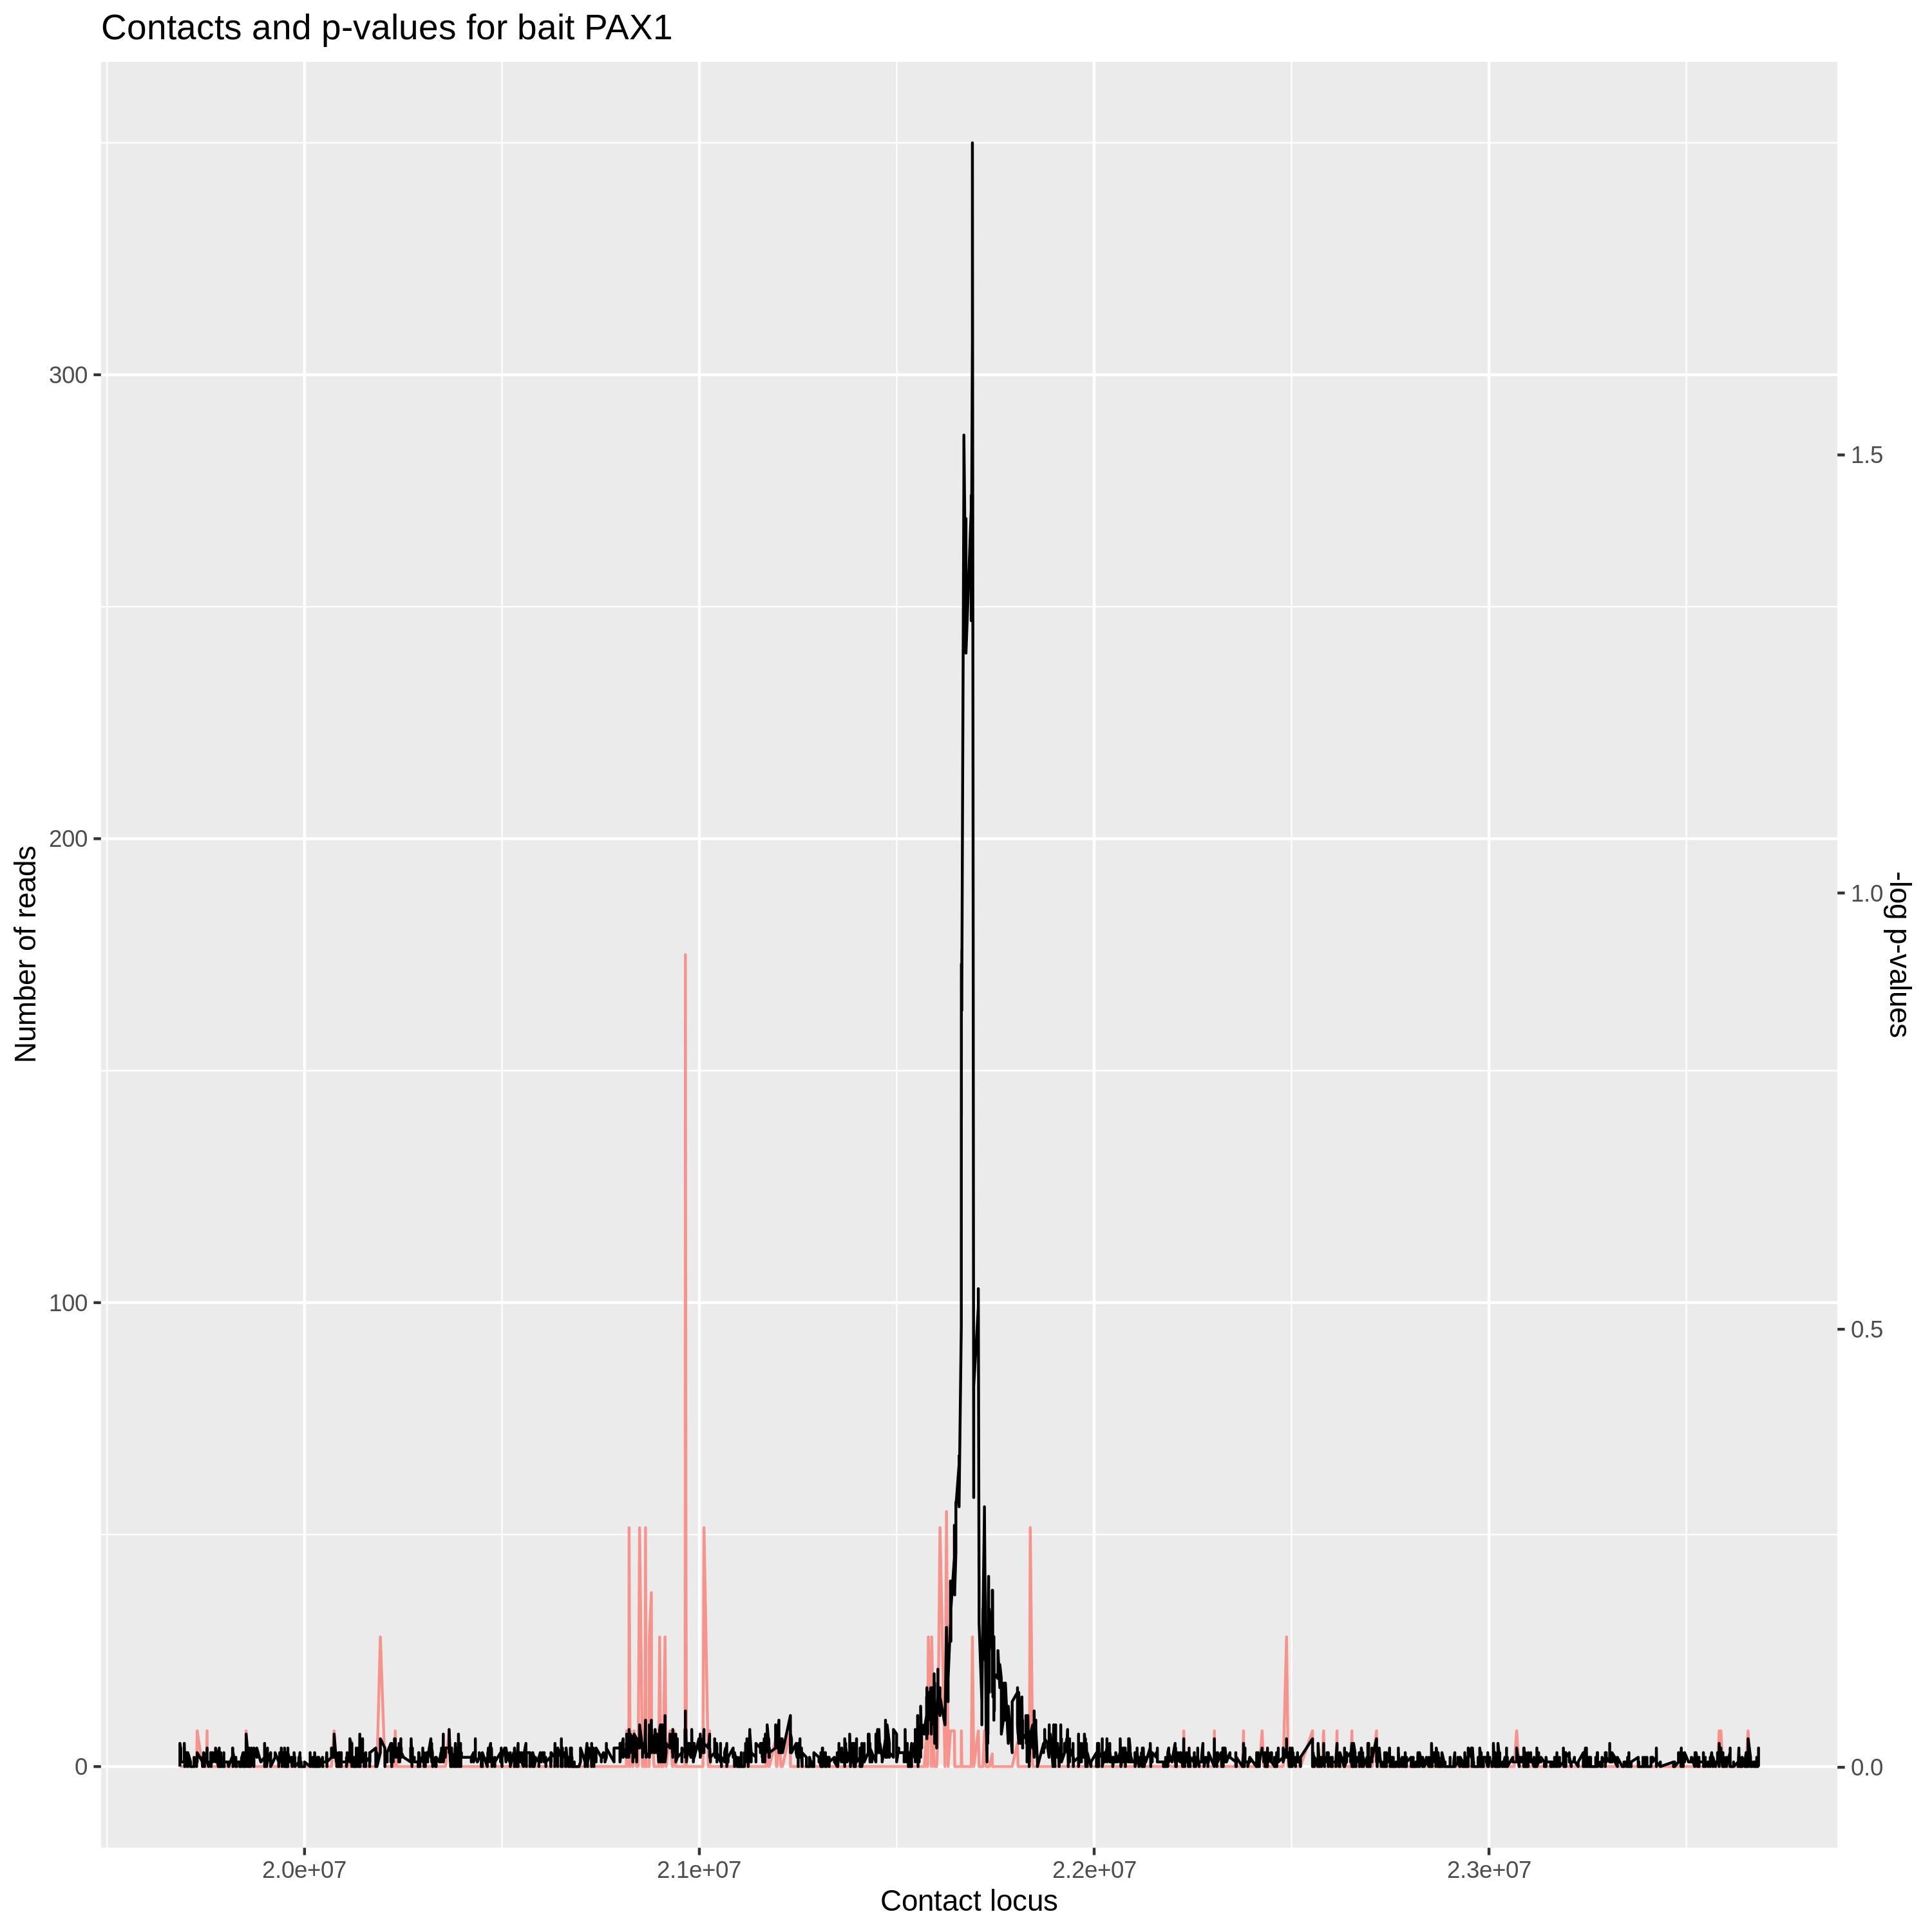 Contacts and p-values for bait PAX1
Number of reads
300
200
100
0
1.5
1.0
0.5
0.0
-log p-values
2.0e+07
2.1e+07
2.2e+07
2.3e+07
Contact locus